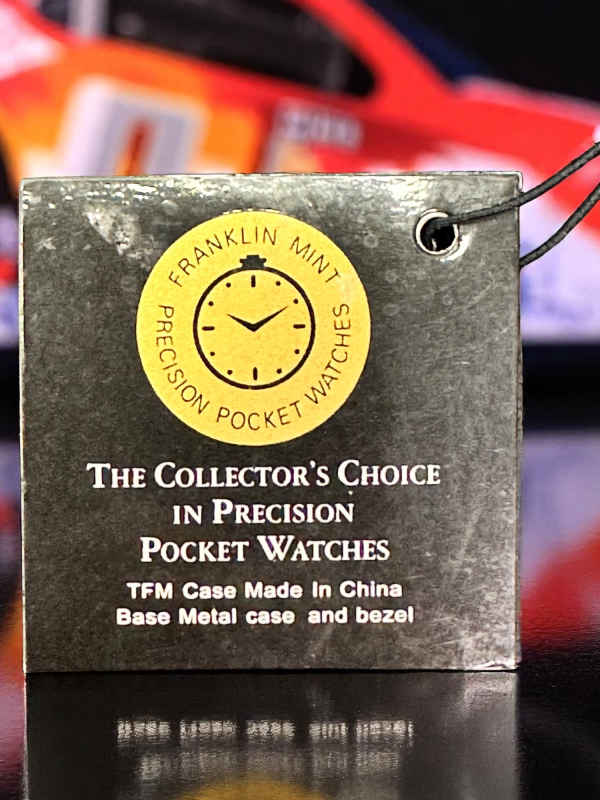 FRANKLIN MINT
PRECISION POCKET WATCHES
THE COLLECTOR'S CHOICE
IN PRECISION
POCKET WATCHES
TFM Case Made In China
Base Metal case and bezel